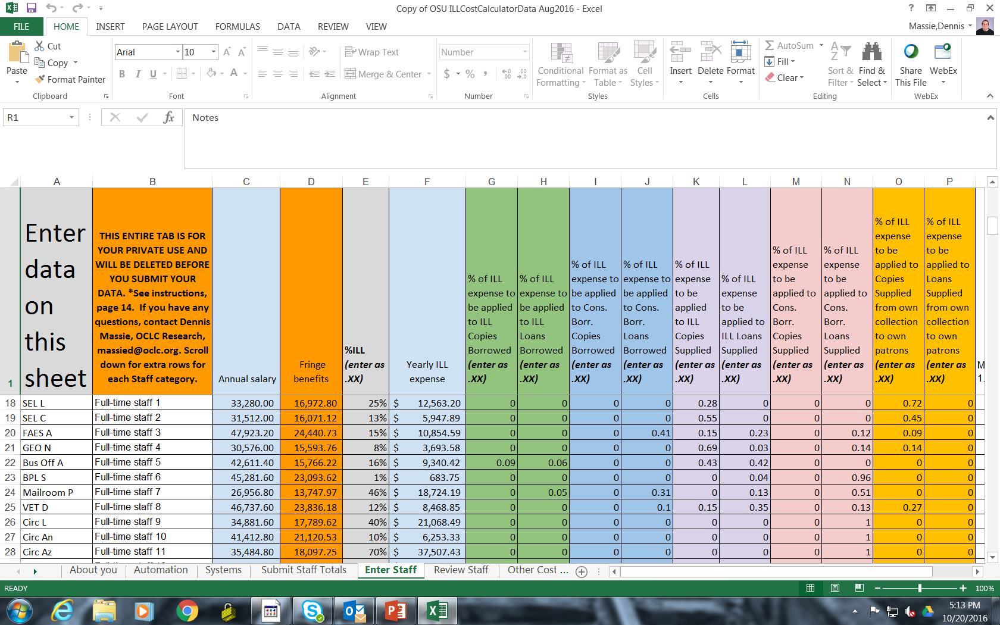 Copy of OSU ILLCostCalculatorData Aug2016 - Excel
FILE HOME INSERT PAGE LAYOUT FORMULAS DATA REVIEW VIEW Massie,Dennis
Paste
Cut
Copy
Format Painter
Clipboard
Arial 10
B I U
Font
Wrap Text
Merge & Center
Alignment
Number
$ % ,
Number
Conditional Formatting
Format as Table
Cell Styles
Styles
Insert Delete Format
Cells
AutoSum
Fill
Clear
Sort & Filter
Find & Select
Editing
Share This File
WebEx
WebEx
R1 fx Notes
A B C D E F G H I J K L M N O P
1
Enter
data
on
this
sheet
THIS ENTIRE TAB IS FOR
YOUR PRIVATE USE AND
WILL BE DELETED BEFORE
YOU SUBMIT YOUR
DATA. *See instructions,
page 14. If you have any
questions, contact Dennis
Massie, OCLC Research,
massied@oclc.org. Scroll
down for extra rows for
each Staff category.
Annual salary
Fringe
benefits
%ILL
(enter as
.XX)
Yearly ILL
expense
% of ILL
expense to
be applied
to ILL
Copies
Borrowed
(enter as
.XX)
% of ILL
expense to
be applied
to ILL
Loans
Borrowed
(enter as
.XX)
% of ILL
expense to
be applied
to Cons.
Borr.
Copies
Borrowed
(enter as
.XX)
% of ILL
expense to
be applied
to Cons.
Borr.
Loans
Borrowed
(enter as
.XX)
% of ILL
expense
to be
applied
to ILL
Copies
Supplied
(enter as
.XX)
% of ILL
expense
to be
applied to
ILL Loans
Supplied
(enter as
.XX)
% of ILL
expense
to be
applied to
Cons.
Borr.
Copies
Supplied
(enter as
.XX)
% of ILL
expense
to be
applied to
Cons.
Borr.
Loans
Supplied
(enter as
.XX)
% of ILL
expense
to be
applied to
Copies
Supplied
from own
collection
to own
patrons
(enter as
.XX)
% of ILL
expense
to be
applied to
Loans
Supplied
from own
collection
to own
patrons
(enter as
.XX)
M
1.
18 SEL L Full-time staff 1 33,280.00 16,972.80 25% $ 12,563.20 0 0 0 0 0.28 0 0 0 0.72 0
19 SEL C Full-time staff 2 31,512.00 16,071.12 13% $ 5,947.89 0 0 0 0 0.55 0 0 0 0.45 0
20 FAES A Full-time staff 3 47,923.20 24,440.73 15% $ 10,854.59 0 0 0 0.41 0.15 0.23 0 0.12 0.09 0
21 GEO N Full-time staff 4 30,576.00 15,593.76 8% $ 3,693.58 0 0 0 0 0.69 0.03 0 0.14 0.14 0
22 Bus Off A Full-time staff 5 42,611.40 15,766.22 16% $ 9,340.42 0.09 0.06 0 0 0.43 0.42 0 0 0 0
23 BPL S Full-time staff 6 45,281.60 23,093.62 1% $ 683.75 0 0 0 0 0 0.04 0 0.96 0 0
24 Mailroom P Full-time staff 7 26,956.80 13,747.97 46% $ 18,724.19 0 0.05 0 0.31 0 0.13 0 0.51 0 0
25 VET D Full-time staff 8 46,737.60 23,836.18 12% $ 8,468.85 0 0 0 0.1 0.15 0.35 0 0.13 0.27 0
26 Circ L Full-time staff 9 34,881.60 17,789.62 40% $ 21,068.49 0 0 0 0 0 0 0 1 0 0
27 Circ An Full-time staff 10 41,412.80 21,120.53 10% $ 6,253.33 0 0 0 0 0 0 0 1 0 0
28 Circ Az Full-time staff 11 35,484.80 18,097.25 70% $ 37,507.43 0 0 0 0 0 0 0 1 0 0
About you Automation Systems Submit Staff Totals Enter Staff Review Staff Other Cost ...
READY 100%
5:13 PM
10/20/2016